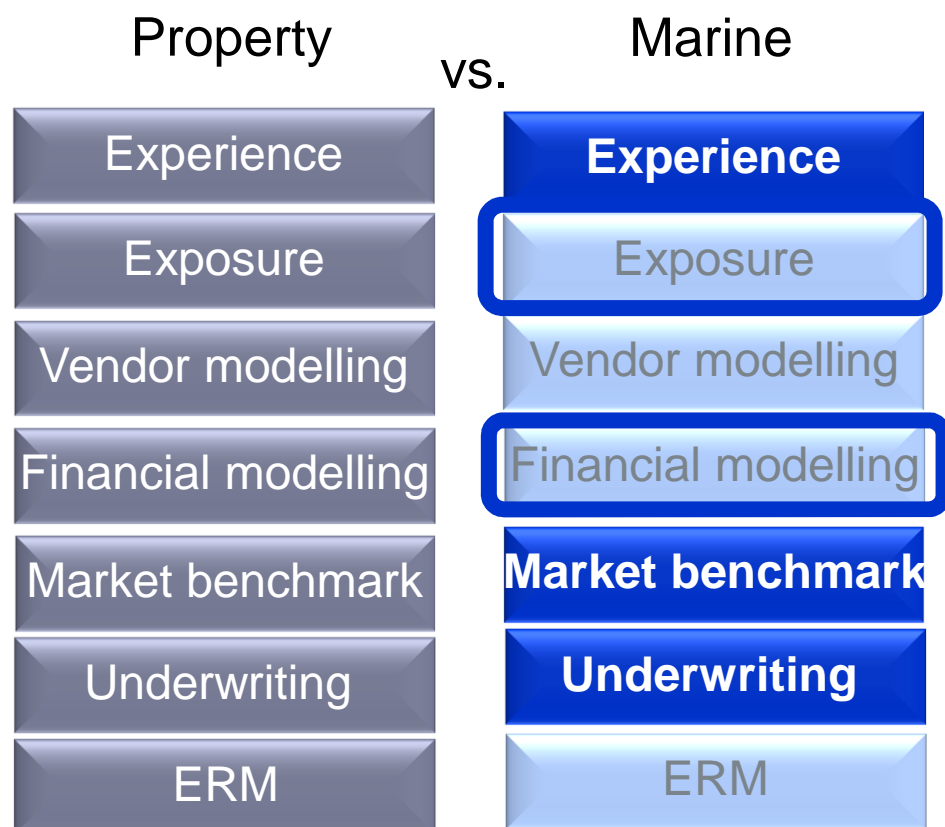 Property
vs.
Marine
Experience
Experience
Exposure
Exposure
Vendor modelling
Vendor modelling
Financial modelling
Financial modelling
Market benchmark
Market benchmark
Underwriting
Underwriting
ERM
ERM